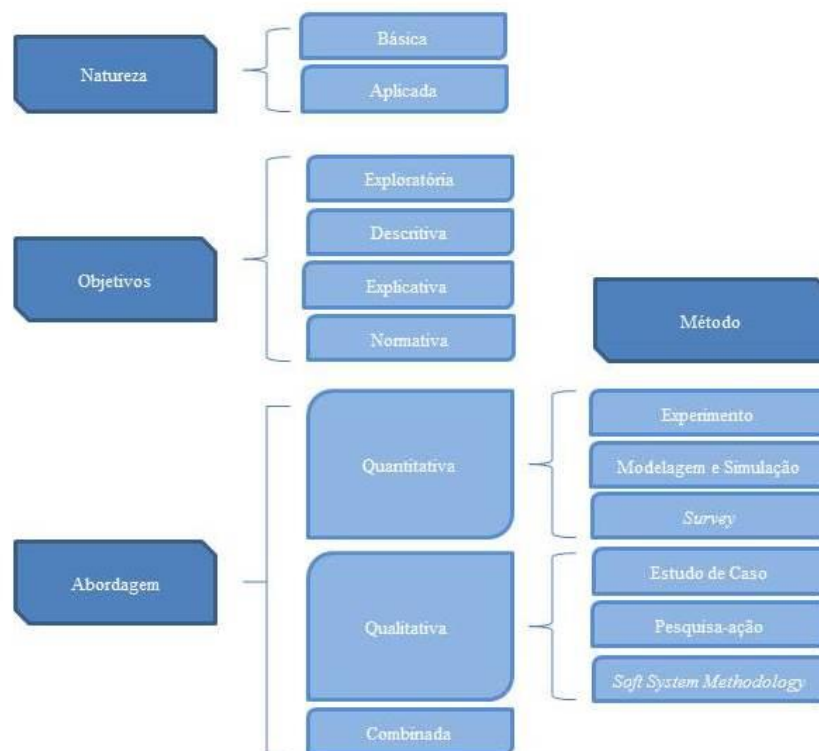 Natureza
Básica
Aplicada
Objetivos
Exploratória
Descritiva
Explicativa
Normativa
Método
Abordagem
Quantitativa
Experimento
Modelagem e Simulação
Survey
Qualitativa
Estudo de Caso
Pesquisa-ação
Soft System Methodology
Combinada